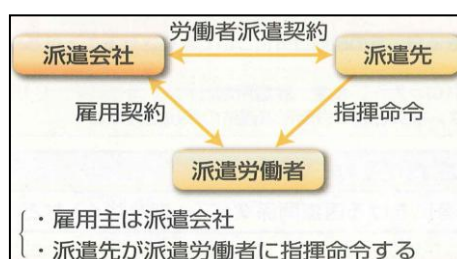 労働者派遣契約
派遣会社
派遣先
雇用契約
指揮命令
派遣労働者
・雇用主は派遣会社
・派遣先が派遣労働者に指揮命令する